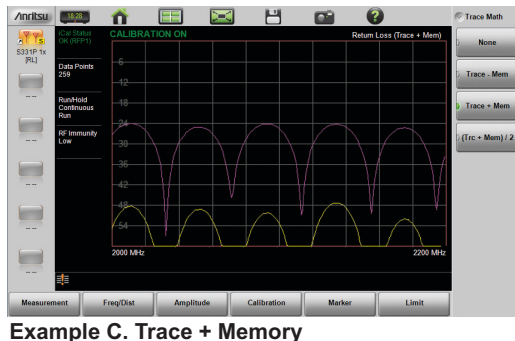 Anritsu 18:28 Trace Math
iCal Status
OK (RFP1)
CALIBRATION ON Return Loss (Trace + Mem)
None
S331P 1x
[RL]
Data Points
259
6
12
Trace - Mem
Run/Hold
Continuous
Run
18
Trace + Mem
RF Immunity
Low
30
(Trc + Mem) / 2
36
42
48
54
2000 MHz 2200 MHz
Measurement Freq/Dist Amplitude Calibration Marker Limit
Example C. Trace + Memory